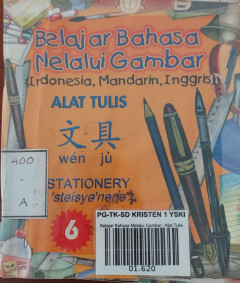 Belajar Bahasa
Melalui Gambar
(Indonesia, Mandarin, Inggris)
ALAT TULIS
文具
wén jù
400
A
STATIONERY
'steisye'neric
6
PG-TK-SD KRISTEN 1 YSKI
Belajar Bahasa Melalui Gambar : Alat Tulis
01.620